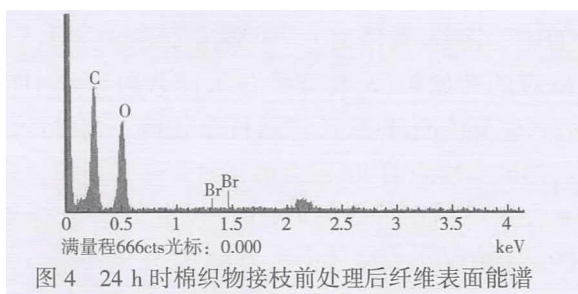 C
O
Br Br
0 0.5 1 1.5 2 2.5 3 3.5 4
满量程666cts光标：0.000 keV
图 4 24 h 时棉织物接枝前处理后纤维表面能谱